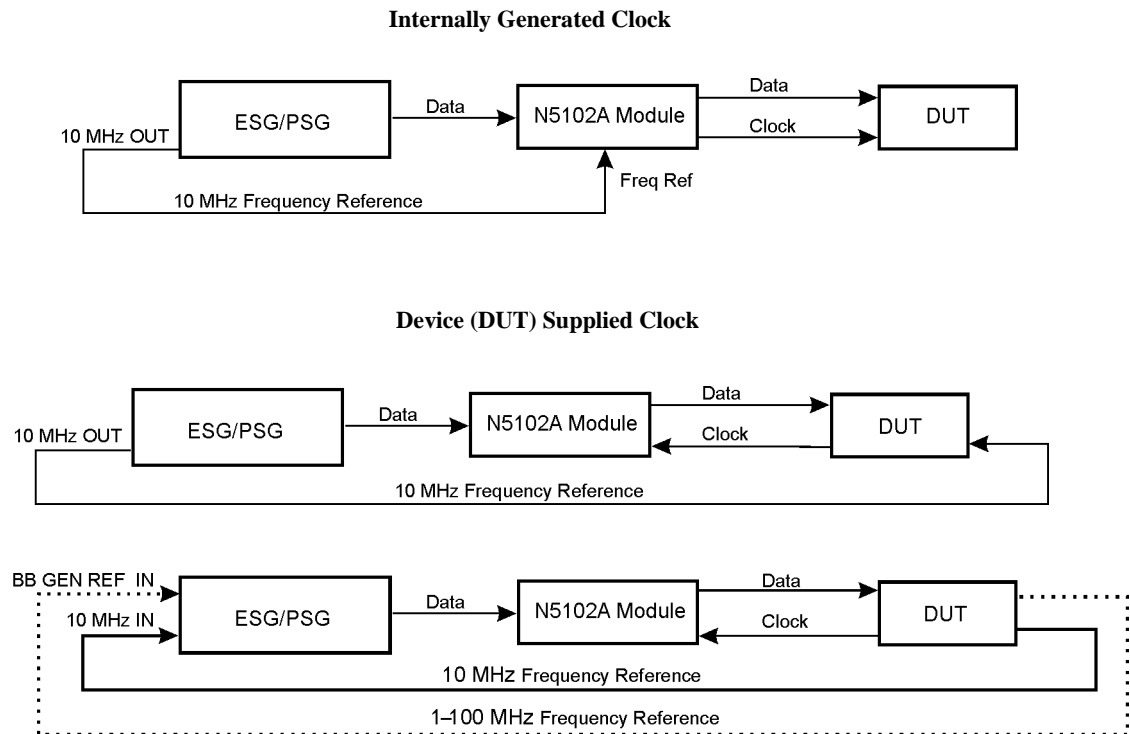 Internally Generated Clock
ESG/PSG
Data
N5102A Module
Data
Clock
DUT
10 MHz OUT
Freq Ref
10 MHz Frequency Reference
Device (DUT) Supplied Clock
10 MHz OUT
ESG/PSG
Data
N5102A Module
Data
Clock
DUT
10 MHz Frequency Reference
BB GEN REF IN
10 MHz IN
ESG/PSG
Data
N5102A Module
Data
Clock
DUT
10 MHz Frequency Reference
1–100 MHz Frequency Reference